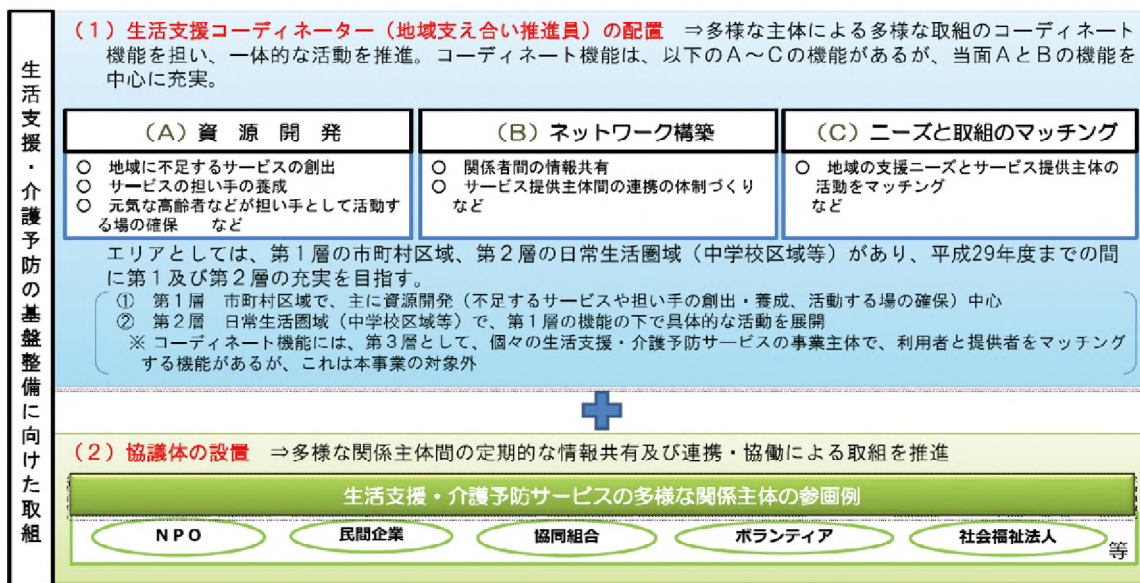 生活支援・介護予防の基盤整備に向けた取組
（１）生活支援コーディネーター（地域支え合い推進員）の配置　⇒多様な主体による多様な取組のコーディネート
機能を担い、一体的な活動を推進。コーディネート機能は、以下のＡ～Ｃの機能があるが、当面ＡとＢの機能を
中心に充実。
（Ａ）資　源　開　発
○　地域に不足するサービスの創出
○　サービスの担い手の養成
○　元気な高齢者などが担い手として活動す
る場の確保　　など
（Ｂ）ネットワーク構築
○　関係者間の情報共有
○　サービス提供主体間の連携の体制づくり
など
（Ｃ）ニーズと取組のマッチング
○　地域の支援ニーズとサービス提供主体の
活動をマッチング
など
エリアとしては、第１層の市町村区域、第２層の日常生活圏域（中学校区域等）があり、平成29年度までの間
に第１及び第２層の充実を目指す。
①　第１層　市町村区域で、主に資源開発（不足するサービスや担い手の創出・養成、活動する場の確保）中心
②　第２層　日常生活圏域（中学校区域等）で、第１層の機能の下で具体的な活動を展開
※ コーディネート機能には、第３層として、個々の生活支援・介護予防サービスの事業主体で、利用者と提供者をマッチング
する機能があるが、これは本事業の対象外
（２）協議体の設置　⇒多様な関係主体間の定期的な情報共有及び連携・協働による取組を推進
生活支援・介護予防サービスの多様な関係主体の参画例
ＮＰＯ
民間企業
協同組合
ボランティア
社会福祉法人
等